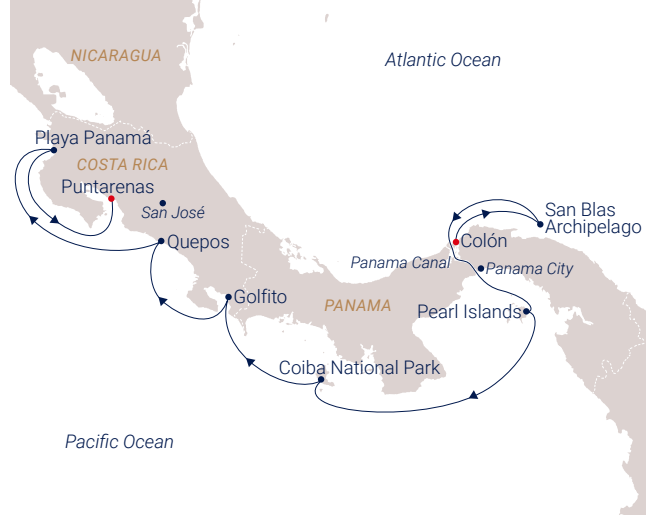 NICARAGUA
Atlantic Ocean
Playa Panamá
COSTA RICA
Puntarenas
San José
Quepos
San Blas
Archipelago
Colón
Panama Canal
Panama City
Golfito
PANAMA
Pearl Islands
Coiba National Park
Pacific Ocean